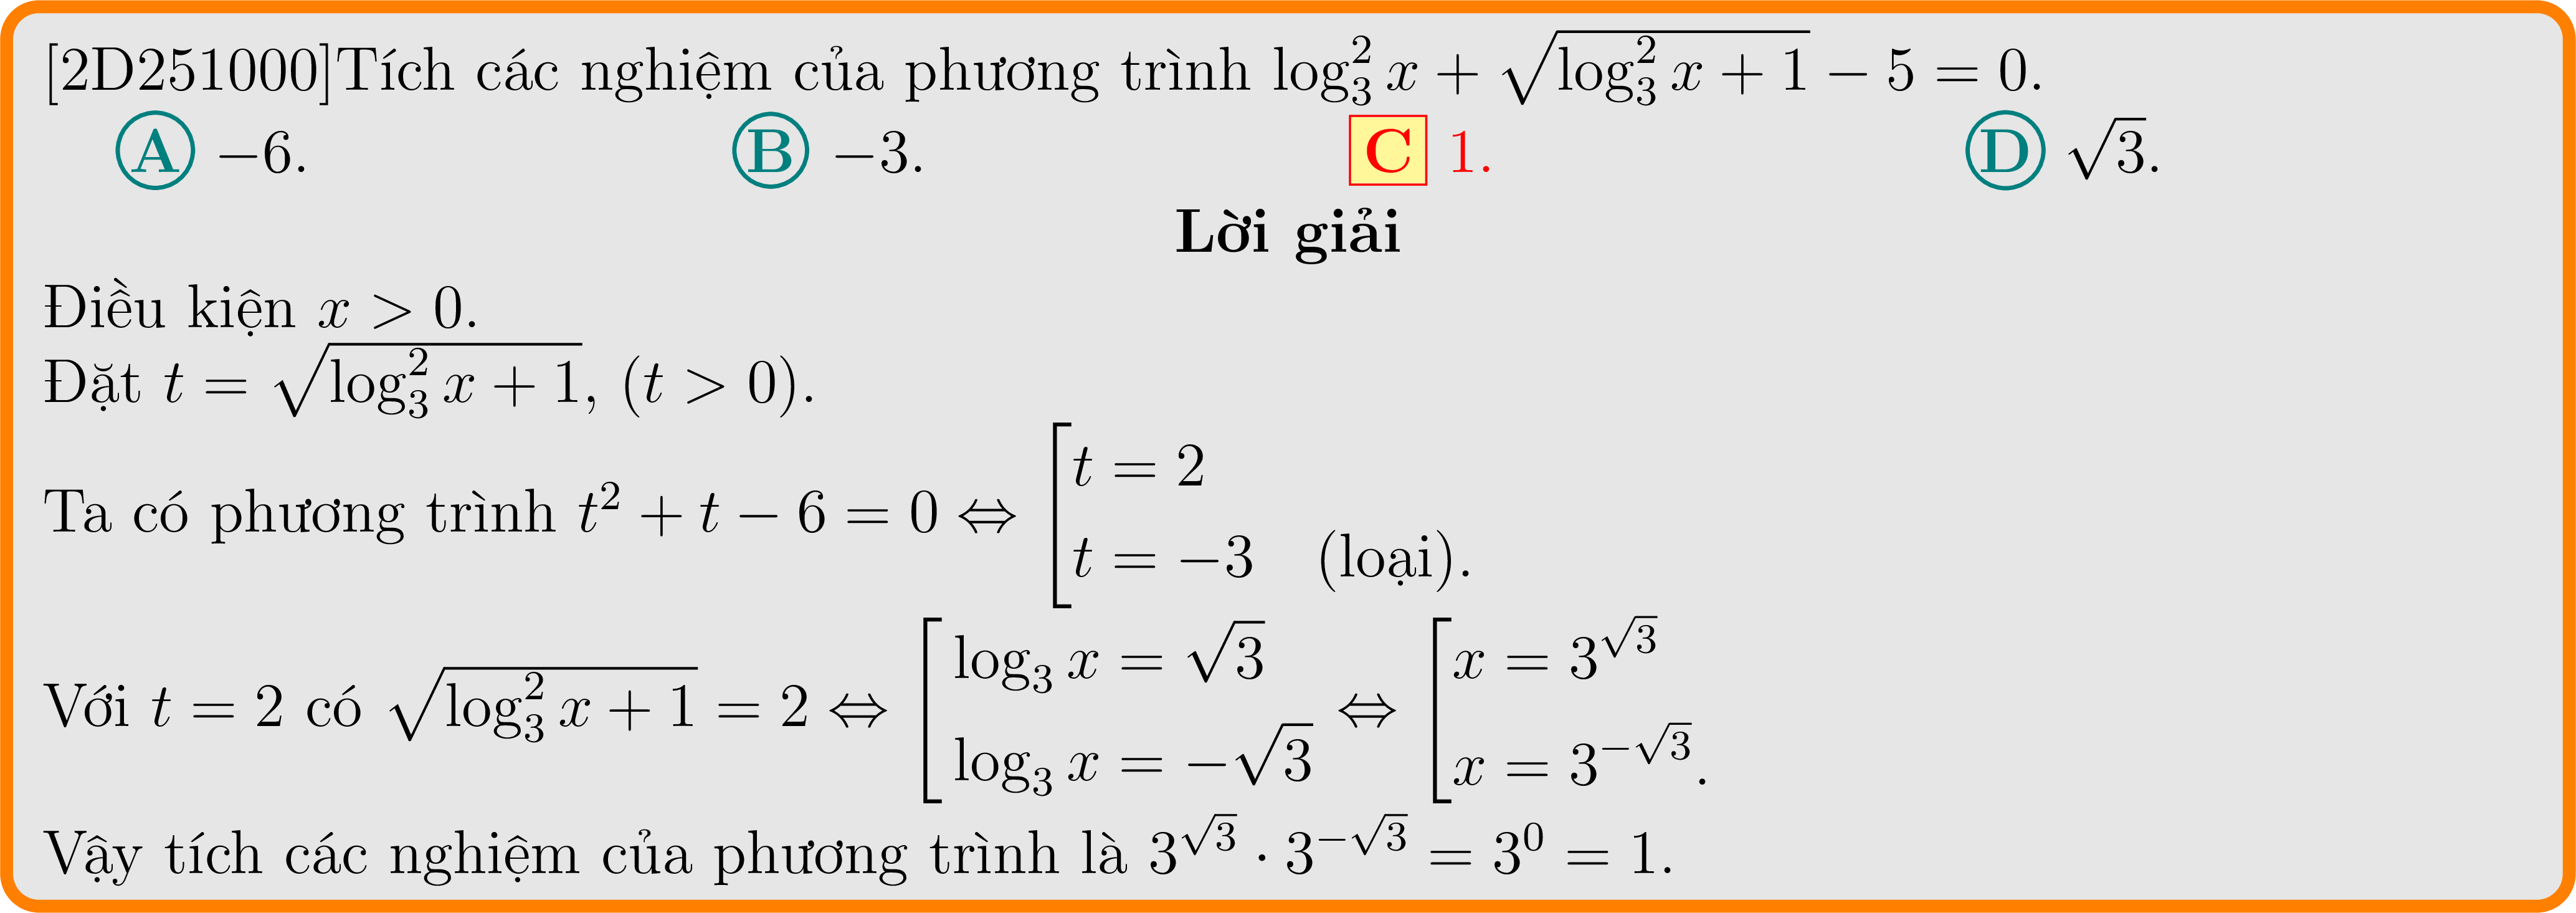 [2D251000]Tích các nghiệm của phương trình $\log_3^2 x + \sqrt{\log_3^2 x + 1} - 5 = 0$.
A −6. B −3. C 1. D $\sqrt{3}$.
Lời giải
Điều kiện $x > 0$.
Đặt $t = \sqrt{\log_3^2 x + 1}$, $(t > 0)$.
Ta có phương trình $t^2 + t - 6 = 0 \Leftrightarrow \left[\begin{array}{l} t = 2 \\ t = -3 \quad \text{(loại)}. \end{array}\right.$
Với $t = 2$ có $\sqrt{\log_3^2 x + 1} = 2 \Leftrightarrow \left[\begin{array}{l} \log_3 x = \sqrt{3} \\ \log_3 x = -\sqrt{3} \end{array}\right. \Leftrightarrow \left[\begin{array}{l} x = 3^{\sqrt{3}} \\ x = 3^{-\sqrt{3}}. \end{array}\right.$
Vậy tích các nghiệm của phương trình là $3^{\sqrt{3}} \cdot 3^{-\sqrt{3}} = 3^0 = 1$.